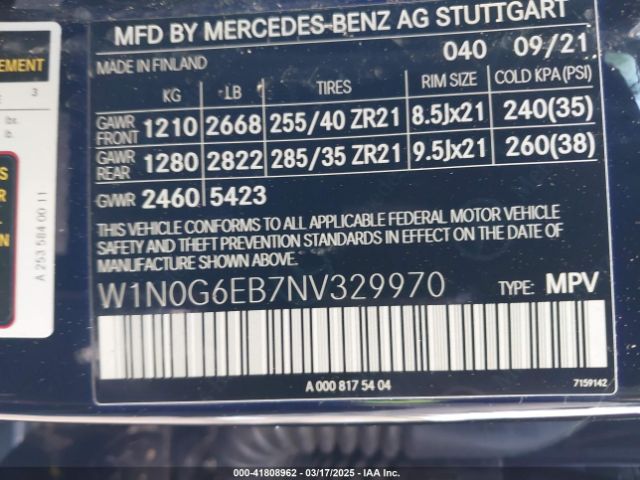 MFD BY MERCEDES-BENZ AG STUTTGART
MADE IN FINLAND 040 09/21
KG LB TIRES RIM SIZE COLD KPA(PSI)
GAWR FRONT 1210 2668 255/40 ZR21 8.5Jx21 240(35)
GAWR REAR 1280 2822 285/35 ZR21 9.5Jx21 260(38)
GVWR 2460 5423
THIS VEHICLE CONFORMS TO ALL APPLICABLE FEDERAL MOTOR VEHICLE
SAFETY AND THEFT PREVENTION STANDARDS IN EFFECT ON THE DATE OF
MANUFACTURE SHOWN ABOVE.
W1N0G6EB7NV329970 TYPE: MPV
A 000 817 54 04
7159142
EMENT
3
lbs.
A 253 584 00 11
000-41808962 - 03/17/2025 - IAA Inc.